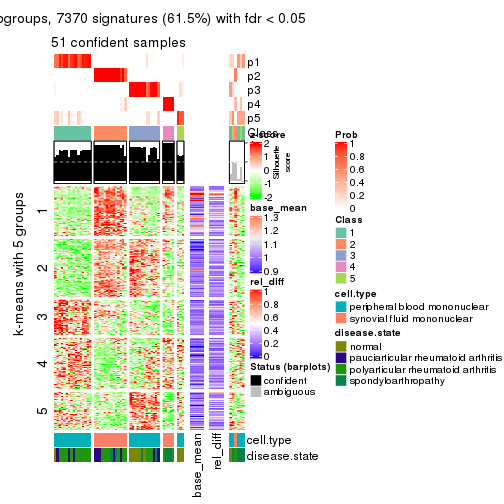 ogroups, 7370 signatures (61.5%) with fdr < 0.05
51 confident samples
p1
p2
p3
p4
p5
Class
Silhouette
score
k-means with 5 groups
1
2
3
4
5
z-score
2
1
0
-1
-2
base_mean
1.3
1.2
1.1
1
0.9
rel_diff
1
0.8
0.6
0.4
0.2
0
Status (barplots)
confident
ambiguous
Prob
1
0.8
0.6
0.4
0.2
0
Class
1
2
3
4
5
cell.type
peripheral blood mononuclear
synovial fluid mononuclear
disease.state
normal
pauciarticular rheumatoid arthritis
polyarticular rheumatoid arthritis
spondyloarthropathy
cell.type
disease.state
base_mean
rel_diff